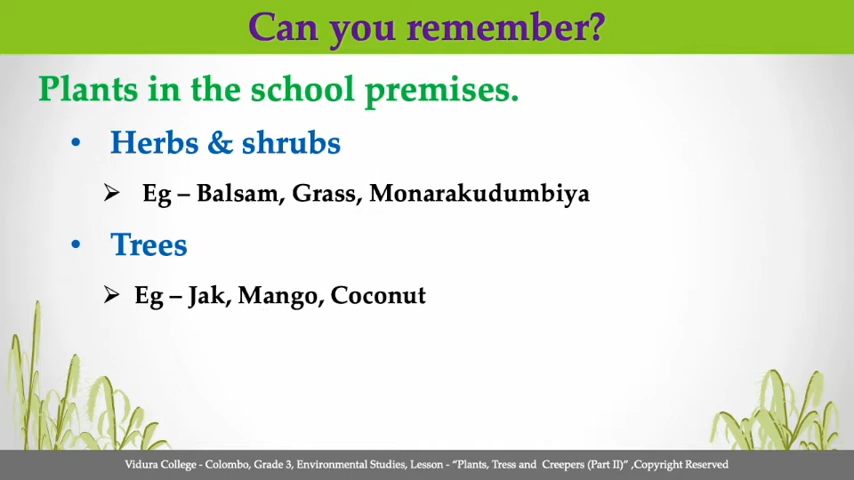 Can you remember?
Plants in the school premises.
• Herbs & shrubs
➢ Eg – Balsam, Grass, Monarakudumbiya
• Trees
➢ Eg – Jak, Mango, Coconut
Vidura College - Colombo, Grade 3, Environmental Studies, Lesson - “Plants, Tress and Creepers (Part II)” ,Copyright Reserved